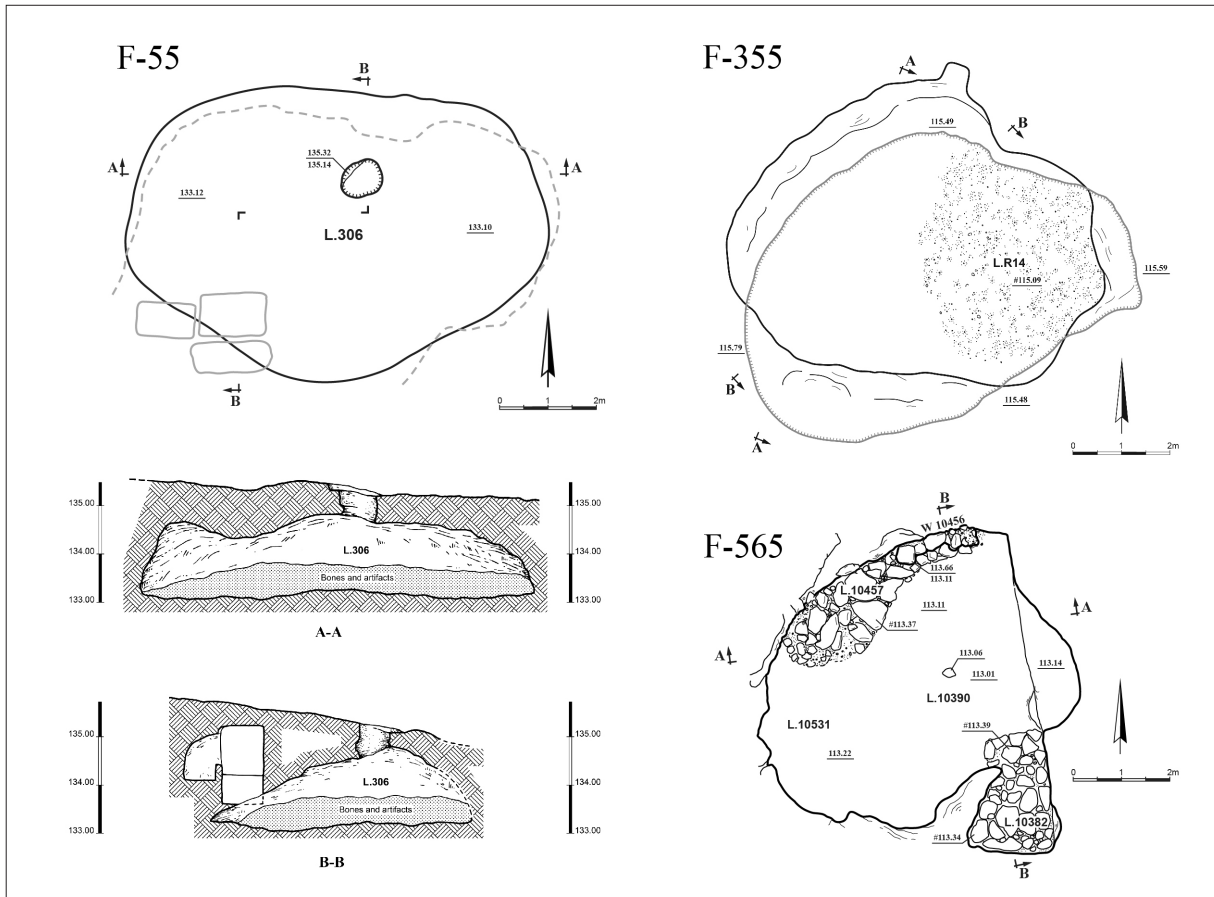 F-55
B
A
A
135.32
135.14
133.12
L.306
133.10
B
0 1 2m
135.00
134.00
133.00
L.306
Bones and artifacts
135.00
134.00
133.00
A-A
135.00
134.00
133.00
L.306
Bones and artifacts
135.00
134.00
133.00
B-B
F-355
A
B
115.49
L.R14
#115.09
115.59
115.79
B
115.48
A
0 1 2m
F-565
B
W 10456
113.66
113.11
L.10457
113.11
#113.37
A
A
113.06
113.01
113.14
L.10390
L.10531
#113.39
113.22
0 1 2m
L.10382
#113.34
B